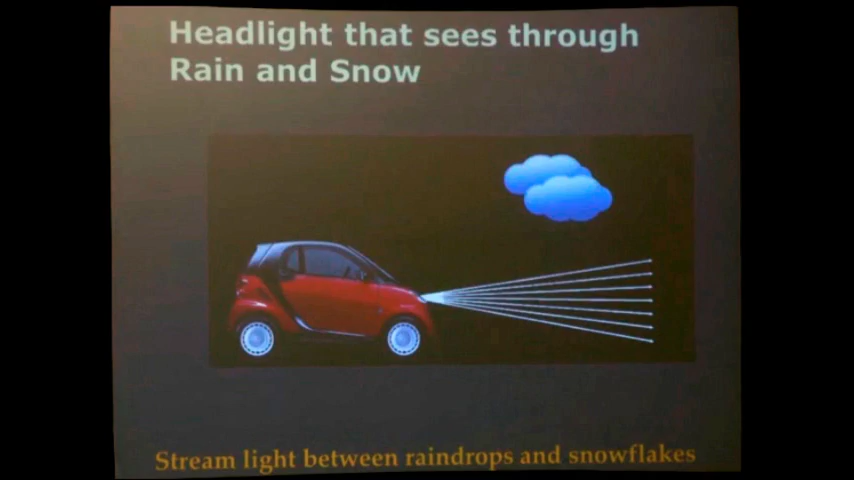 Headlight that sees through
Rain and Snow
Stream light between raindrops and snowflakes